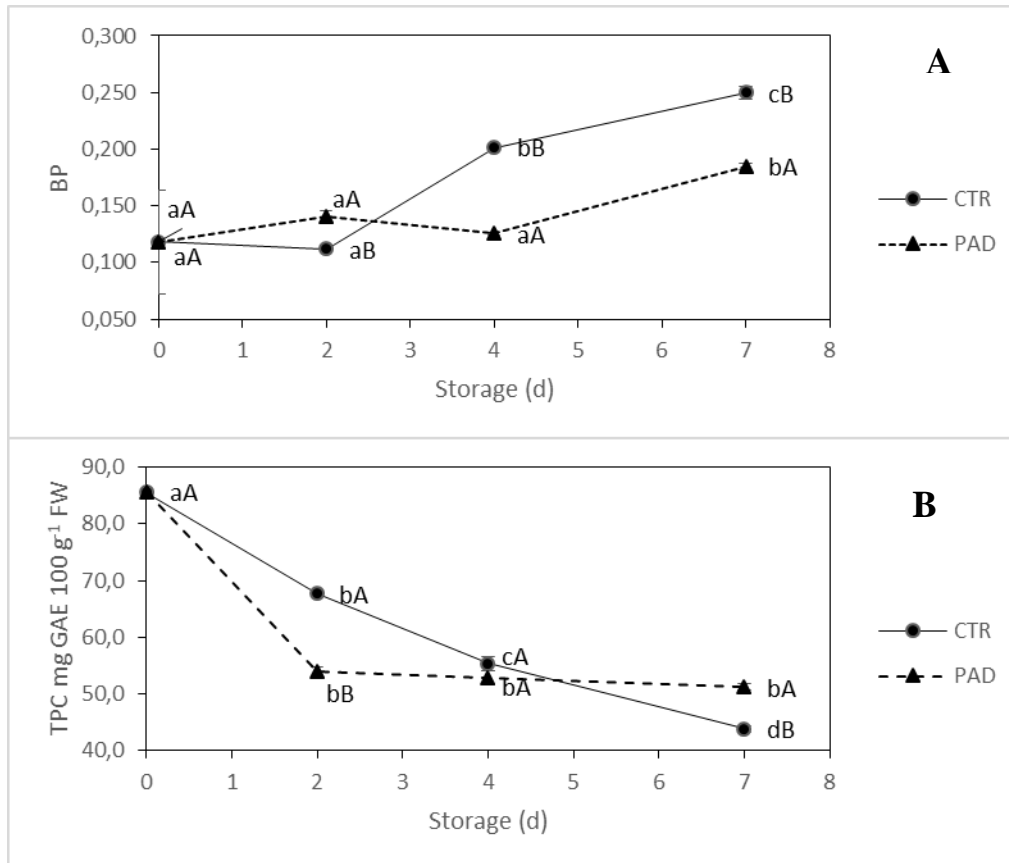 A
0,300
0,250
0,200
0,150
0,100
0,050
BP
cB
bB
bA
aA
aA
aA
aB
aA
0 1 2 3 4 5 6 7 8
Storage (d)
CTR
PAD
B
90,0
80,0
70,0
60,0
50,0
40,0
TPC mg GAE 100 g⁻¹ FW
aA
bA
cA
bB
bA
bA
dB
0 1 2 3 4 5 6 7 8
Storage (d)
CTR
PAD